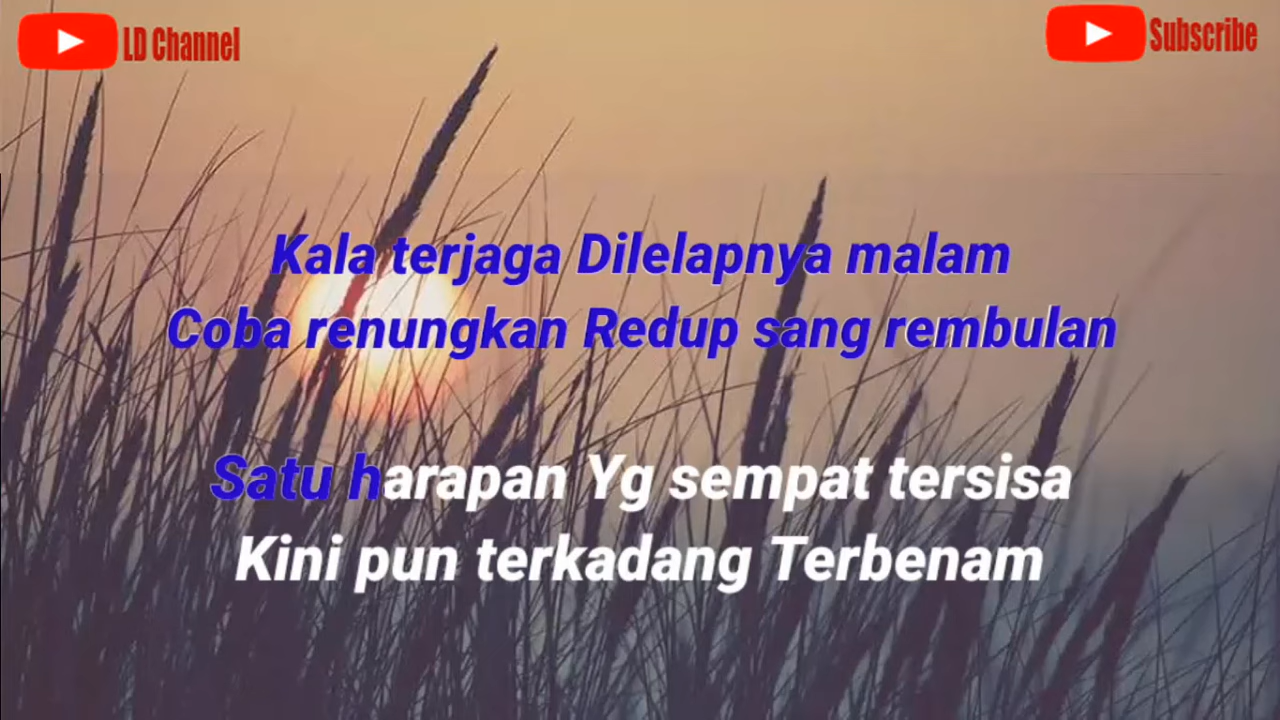 LD Channel
Subscribe
Kala terjaga Dilelapnya malam
Coba renungkan Redup sang rembulan
Satu harapan Yg sempat tersisa
Kini pun terkadang Terbenam